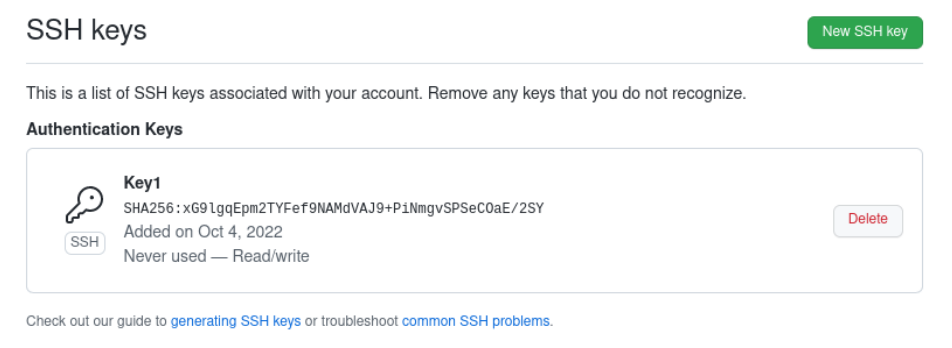 SSH keys
New SSH key
This is a list of SSH keys associated with your account. Remove any keys that you do not recognize.
Authentication Keys
Key1
SHA256:xG9lgqEpm2TYFef9NAMdVAJ9+PiNmgvSPSeCOaE/2SY
Added on Oct 4, 2022
Never used — Read/write
SSH
Delete
Check out our guide to generating SSH keys or troubleshoot common SSH problems.